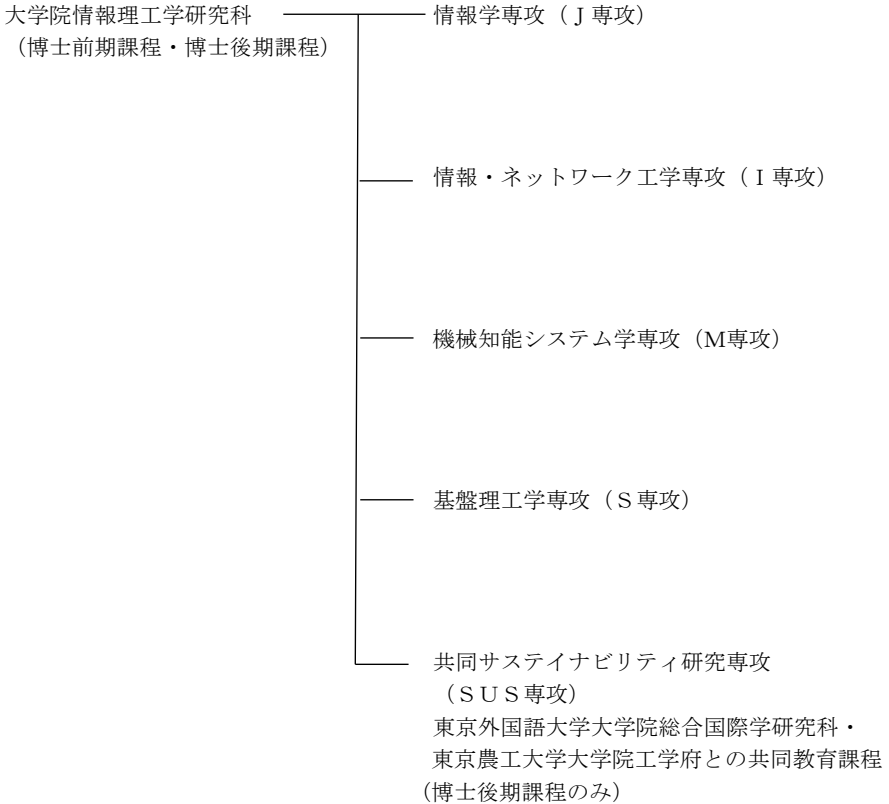 大学院情報理工学研究科
(博士前期課程・博士後期課程)
情報学専攻(J専攻)
情報・ネットワーク工学専攻(I専攻)
機械知能システム学専攻(M専攻)
基盤理工学専攻(S専攻)
共同サステイナビリティ研究専攻
(SUS専攻)
東京外国語大学大学院総合国際学研究科・
東京農工大学大学院工学府との共同教育課程
(博士後期課程のみ)